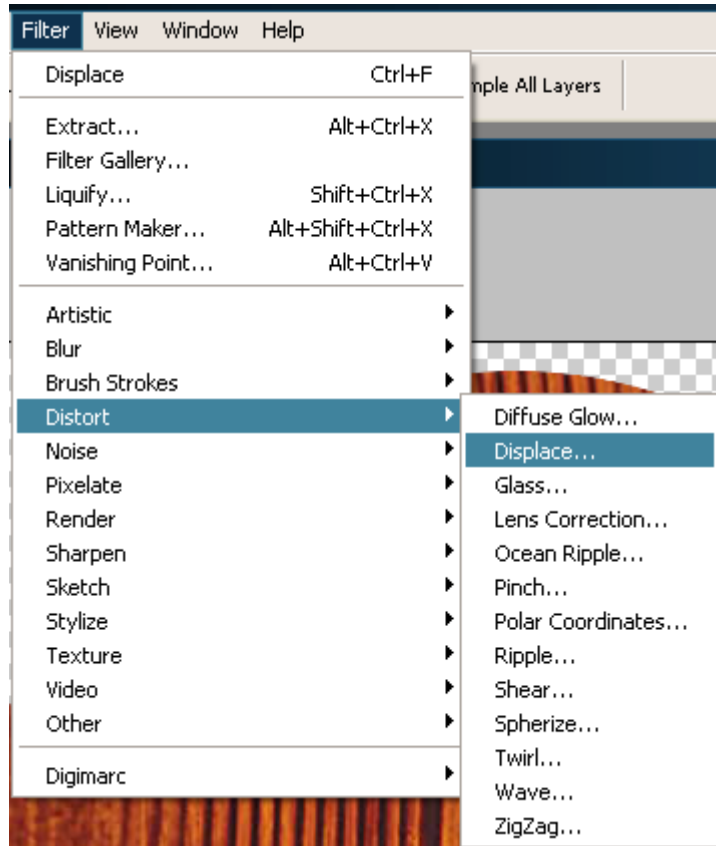 Filter View Window Help
Displace Ctrl+F
All Layers
Extract... Alt+Ctrl+X
Filter Gallery...
Liquify... Shift+Ctrl+X
Pattern Maker... Alt+Shift+Ctrl+X
Vanishing Point... Alt+Ctrl+V
Artistic
Blur
Brush Strokes
Distort
Noise
Pixelate
Render
Sharpen
Sketch
Stylize
Texture
Video
Other
Digimarc
Diffuse Glow...
Displace...
Glass...
Lens Correction...
Ocean Ripple...
Pinch...
Polar Coordinates...
Ripple...
Shear...
Spherize...
Twirl...
Wave...
ZigZag...